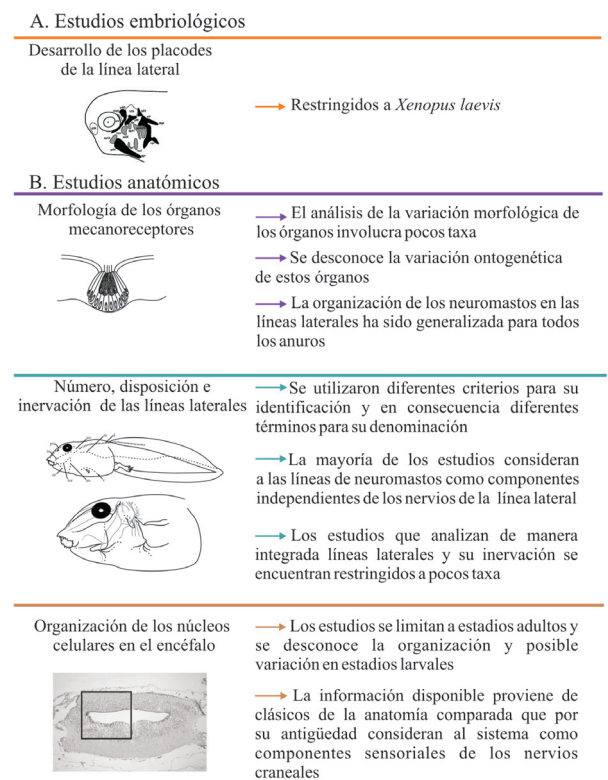 A. Estudios embriológicos
Desarrollo de los placodes
de la línea lateral
Restringidos a Xenopus laevis
B. Estudios anatómicos
Morfología de los órganos
mecanoreceptores
El análisis de la variación morfológica de
los órganos involucra pocos taxa
Se desconoce la variación ontogenética
de estos órganos
La organización de los neuromastos en las
líneas laterales ha sido generalizada para todos
los anuros
Número, disposición e
inervación de las líneas laterales
Se utilizaron diferentes criterios para su
identificación y en consecuencia diferentes
términos para su denominación
La mayoría de los estudios consideran
a las líneas de neuromastos como componentes
independientes de los nervios de la línea lateral
Los estudios que analizan de manera
integrada líneas laterales y su inervación se
encuentran restringidos a pocos taxa
Organización de los núcleos
celulares en el encéfalo
Los estudios se limitan a estadios adultos y
se desconoce la organización y posible
variación en estadios larvales
La información disponible proviene de
clásicos de la anatomía comparada que por
su antigüedad consideran al sistema como
componentes sensoriales de los nervios
craneales